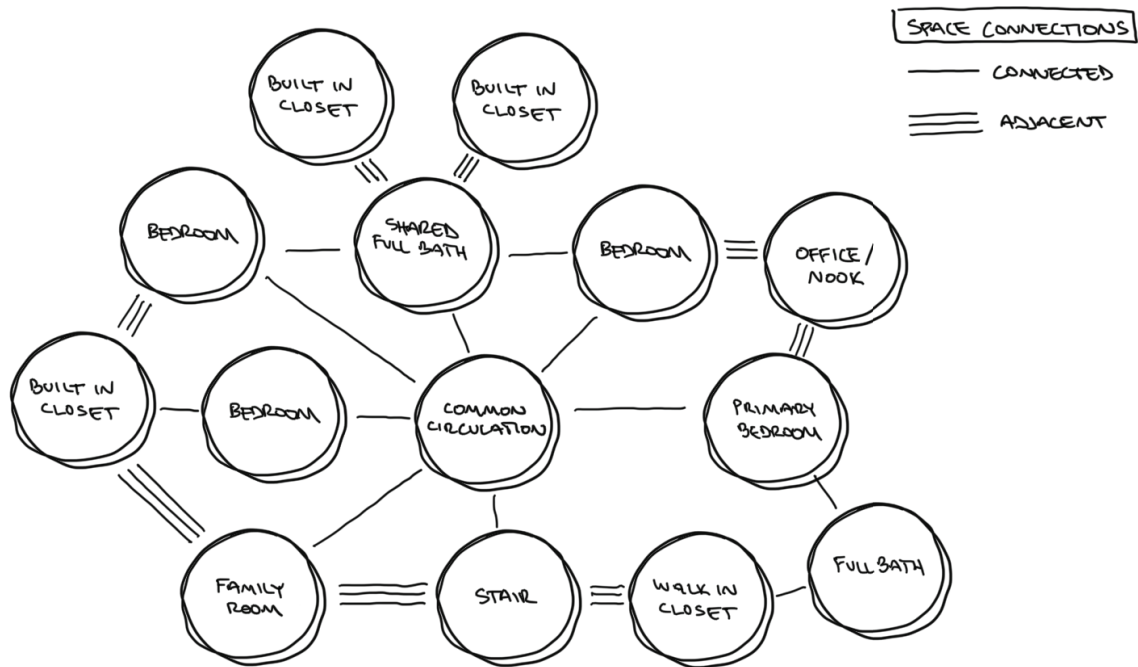 SPACE CONNECTIONS
CONNECTED
ADJACENT
BUILT IN
CLOSET
BUILT IN
CLOSET
BEDROOM
SHARED
FULL BATH
BEDROOM
OFFICE/
NOOK
BUILT IN
CLOSET
BEDROOM
COMMON
CIRCULATION
PRIMARY
BEDROOM
FAMILY
ROOM
STAIR
WALK IN
CLOSET
FULL BATH